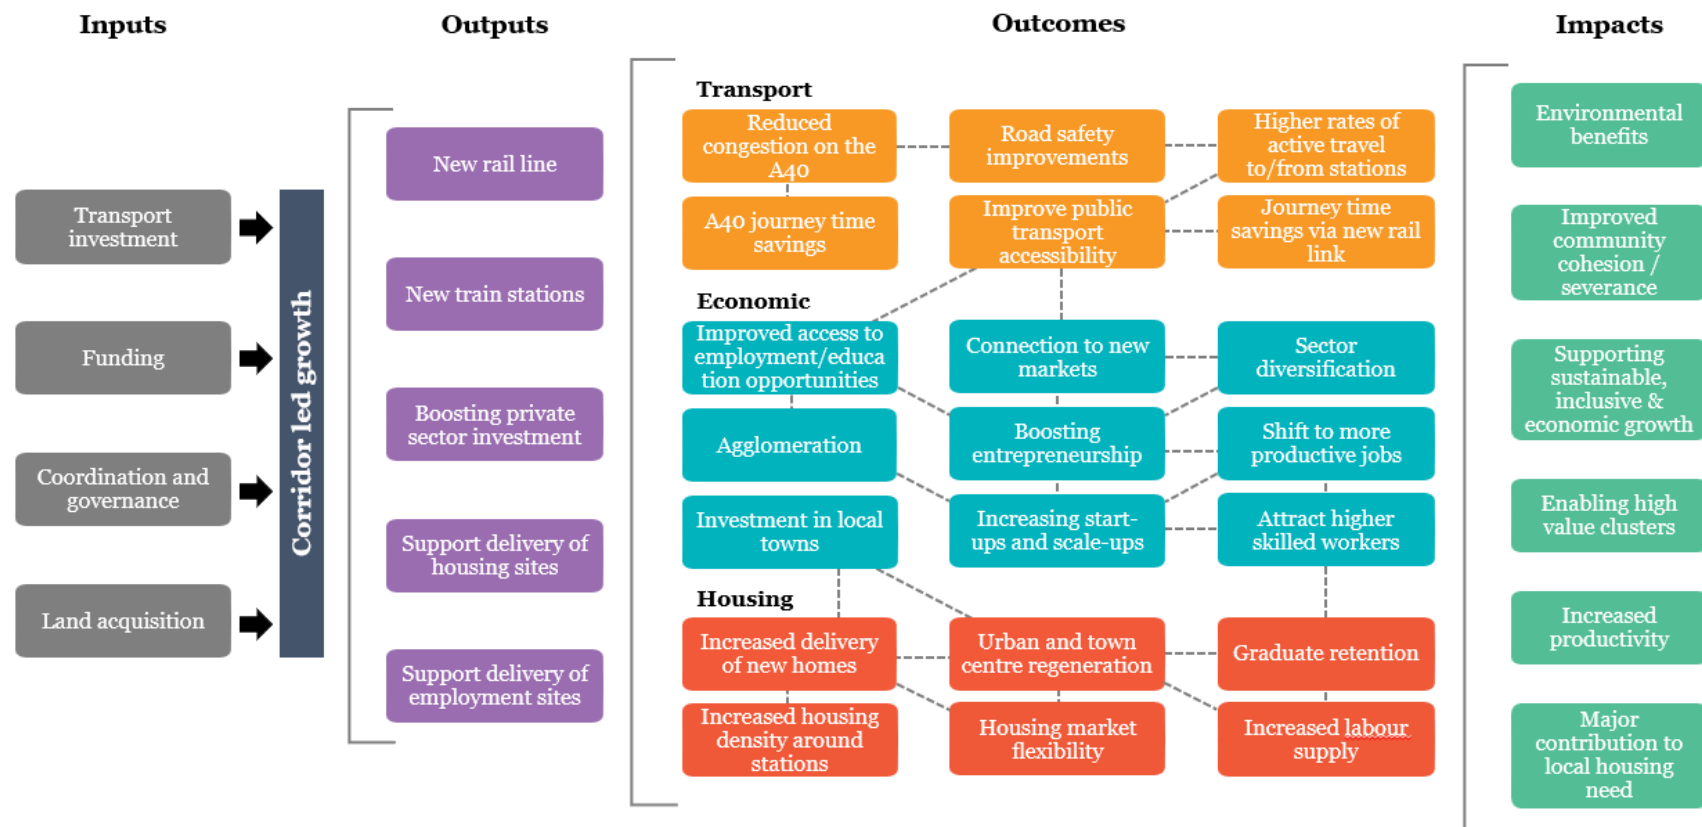 Inputs
Outputs
Outcomes
Impacts
Transport
investment
Funding
Coordination and
governance
Land acquisition
Corridor led growth
New rail line
New train stations
Boosting private
sector investment
Support delivery of
housing sites
Support delivery of
employment sites
Transport
Reduced
congestion on the
A40
Road safety
improvements
Higher rates of
active travel
to/from stations
A40 journey time
savings
Improve public
transport
accessibility
Journey time
savings via new rail
link
Economic
Improved access to
employment/educa
tion opportunities
Connection to new
markets
Sector
diversification
Agglomeration
Boosting
entrepreneurship
Shift to more
productive jobs
Investment in local
towns
Increasing start-
ups and scale-ups
Attract higher
skilled workers
Housing
Increased delivery
of new homes
Urban and town
centre regeneration
Graduate retention
Increased housing
density around
stations
Housing market
flexibility
Increased labour
supply
Environmental
benefits
Improved
community
cohesion /
severance
Supporting
sustainable,
inclusive &
economic growth
Enabling high
value clusters
Increased
productivity
Major
contribution to
local housing
need